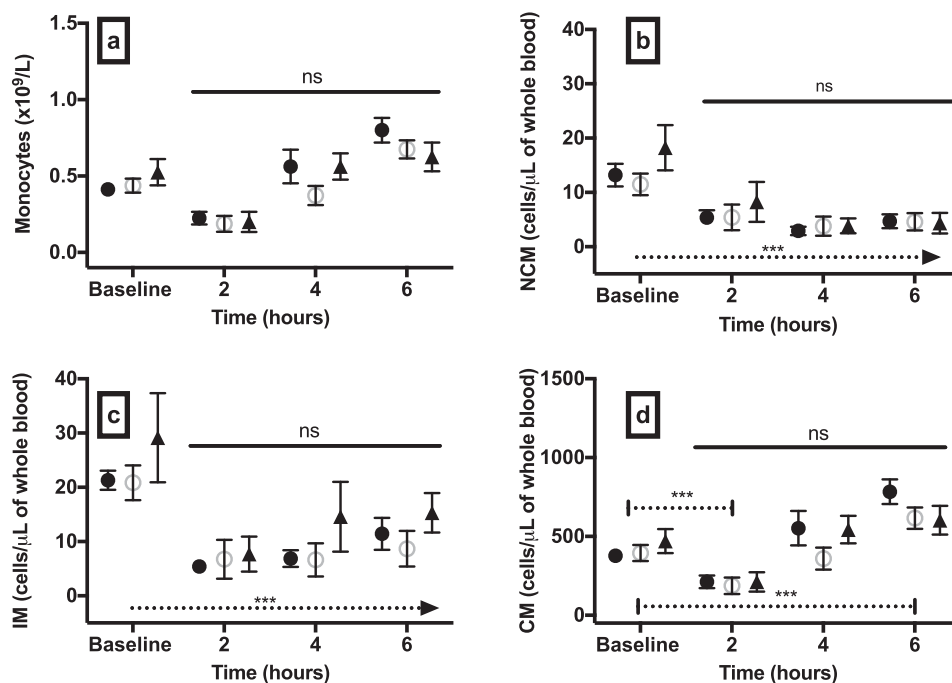 a
Monocytes (x10⁹/L)
1.5
1.0
0.5
0.0
ns
Baseline 2 4 6
Time (hours)
b
NCM (cells/μL of whole blood)
40
30
20
10
0
ns
***
Baseline 2 4 6
Time (hours)
c
IM (cells/μL of whole blood)
40
30
20
10
0
ns
***
Baseline 2 4 6
Time (hours)
d
CM (cells/μL of whole blood)
1500
1000
500
0
ns
***
***
Baseline 2 4 6
Time (hours)